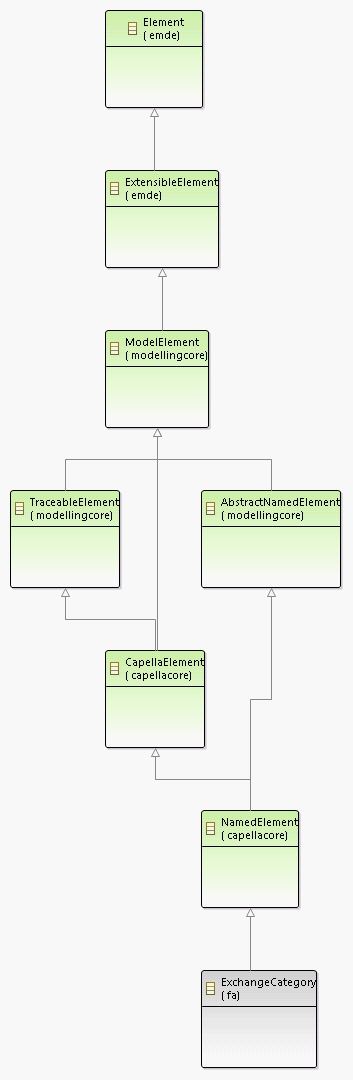 Element
( emde)
ExtensibleElement
( emde)
ModelElement
( modellingcore)
TraceableElement
( modellingcore)
AbstractNamedElement
( modellingcore)
CapellaElement
( capellacore)
NamedElement
( capellacore)
ExchangeCategory
( fa)